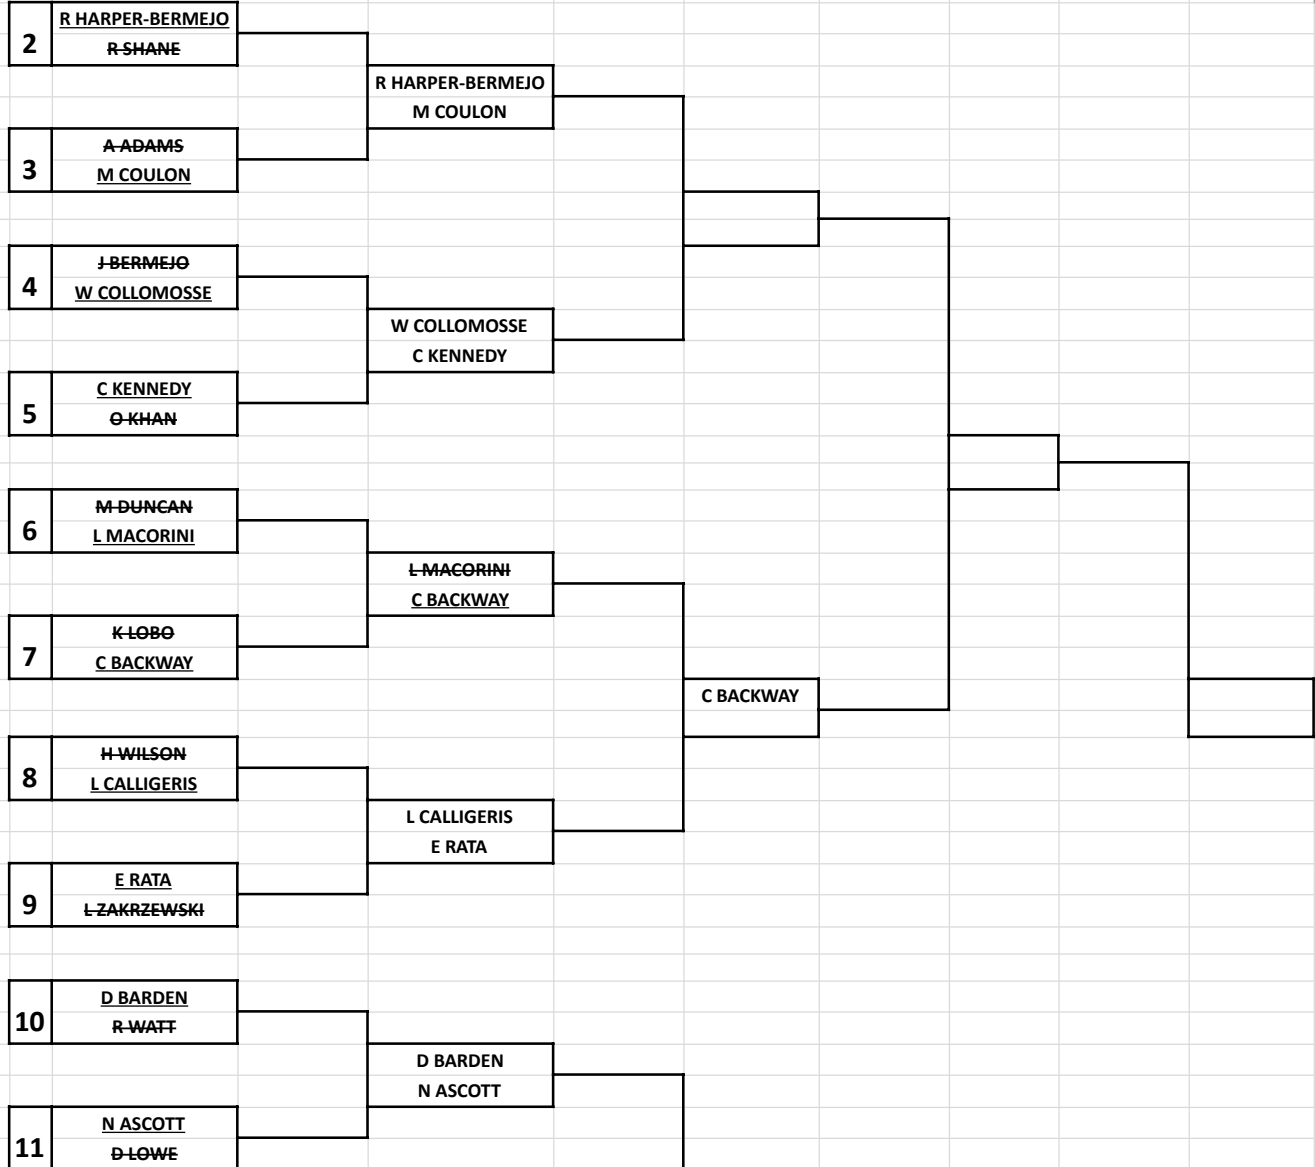 2
R HARPER-BERMEJO
R SHANE
R HARPER-BERMEJO
M COULON
3
A ADAMS
M COULON
4
J BERMEJO
W COLLOMOSSE
W COLLOMOSSE
C KENNEDY
5
C KENNEDY
O KHAN
6
M DUNCAN
L MACORINI
L MACORINI
C BACKWAY
7
K LOBO
C BACKWAY
C BACKWAY
8
H WILSON
L CALLIGERIS
L CALLIGERIS
E RATA
9
E RATA
L ZAKRZEWSKI
10
D BARDEN
R WATT
D BARDEN
N ASCOTT
11
N ASCOTT
D LOWE